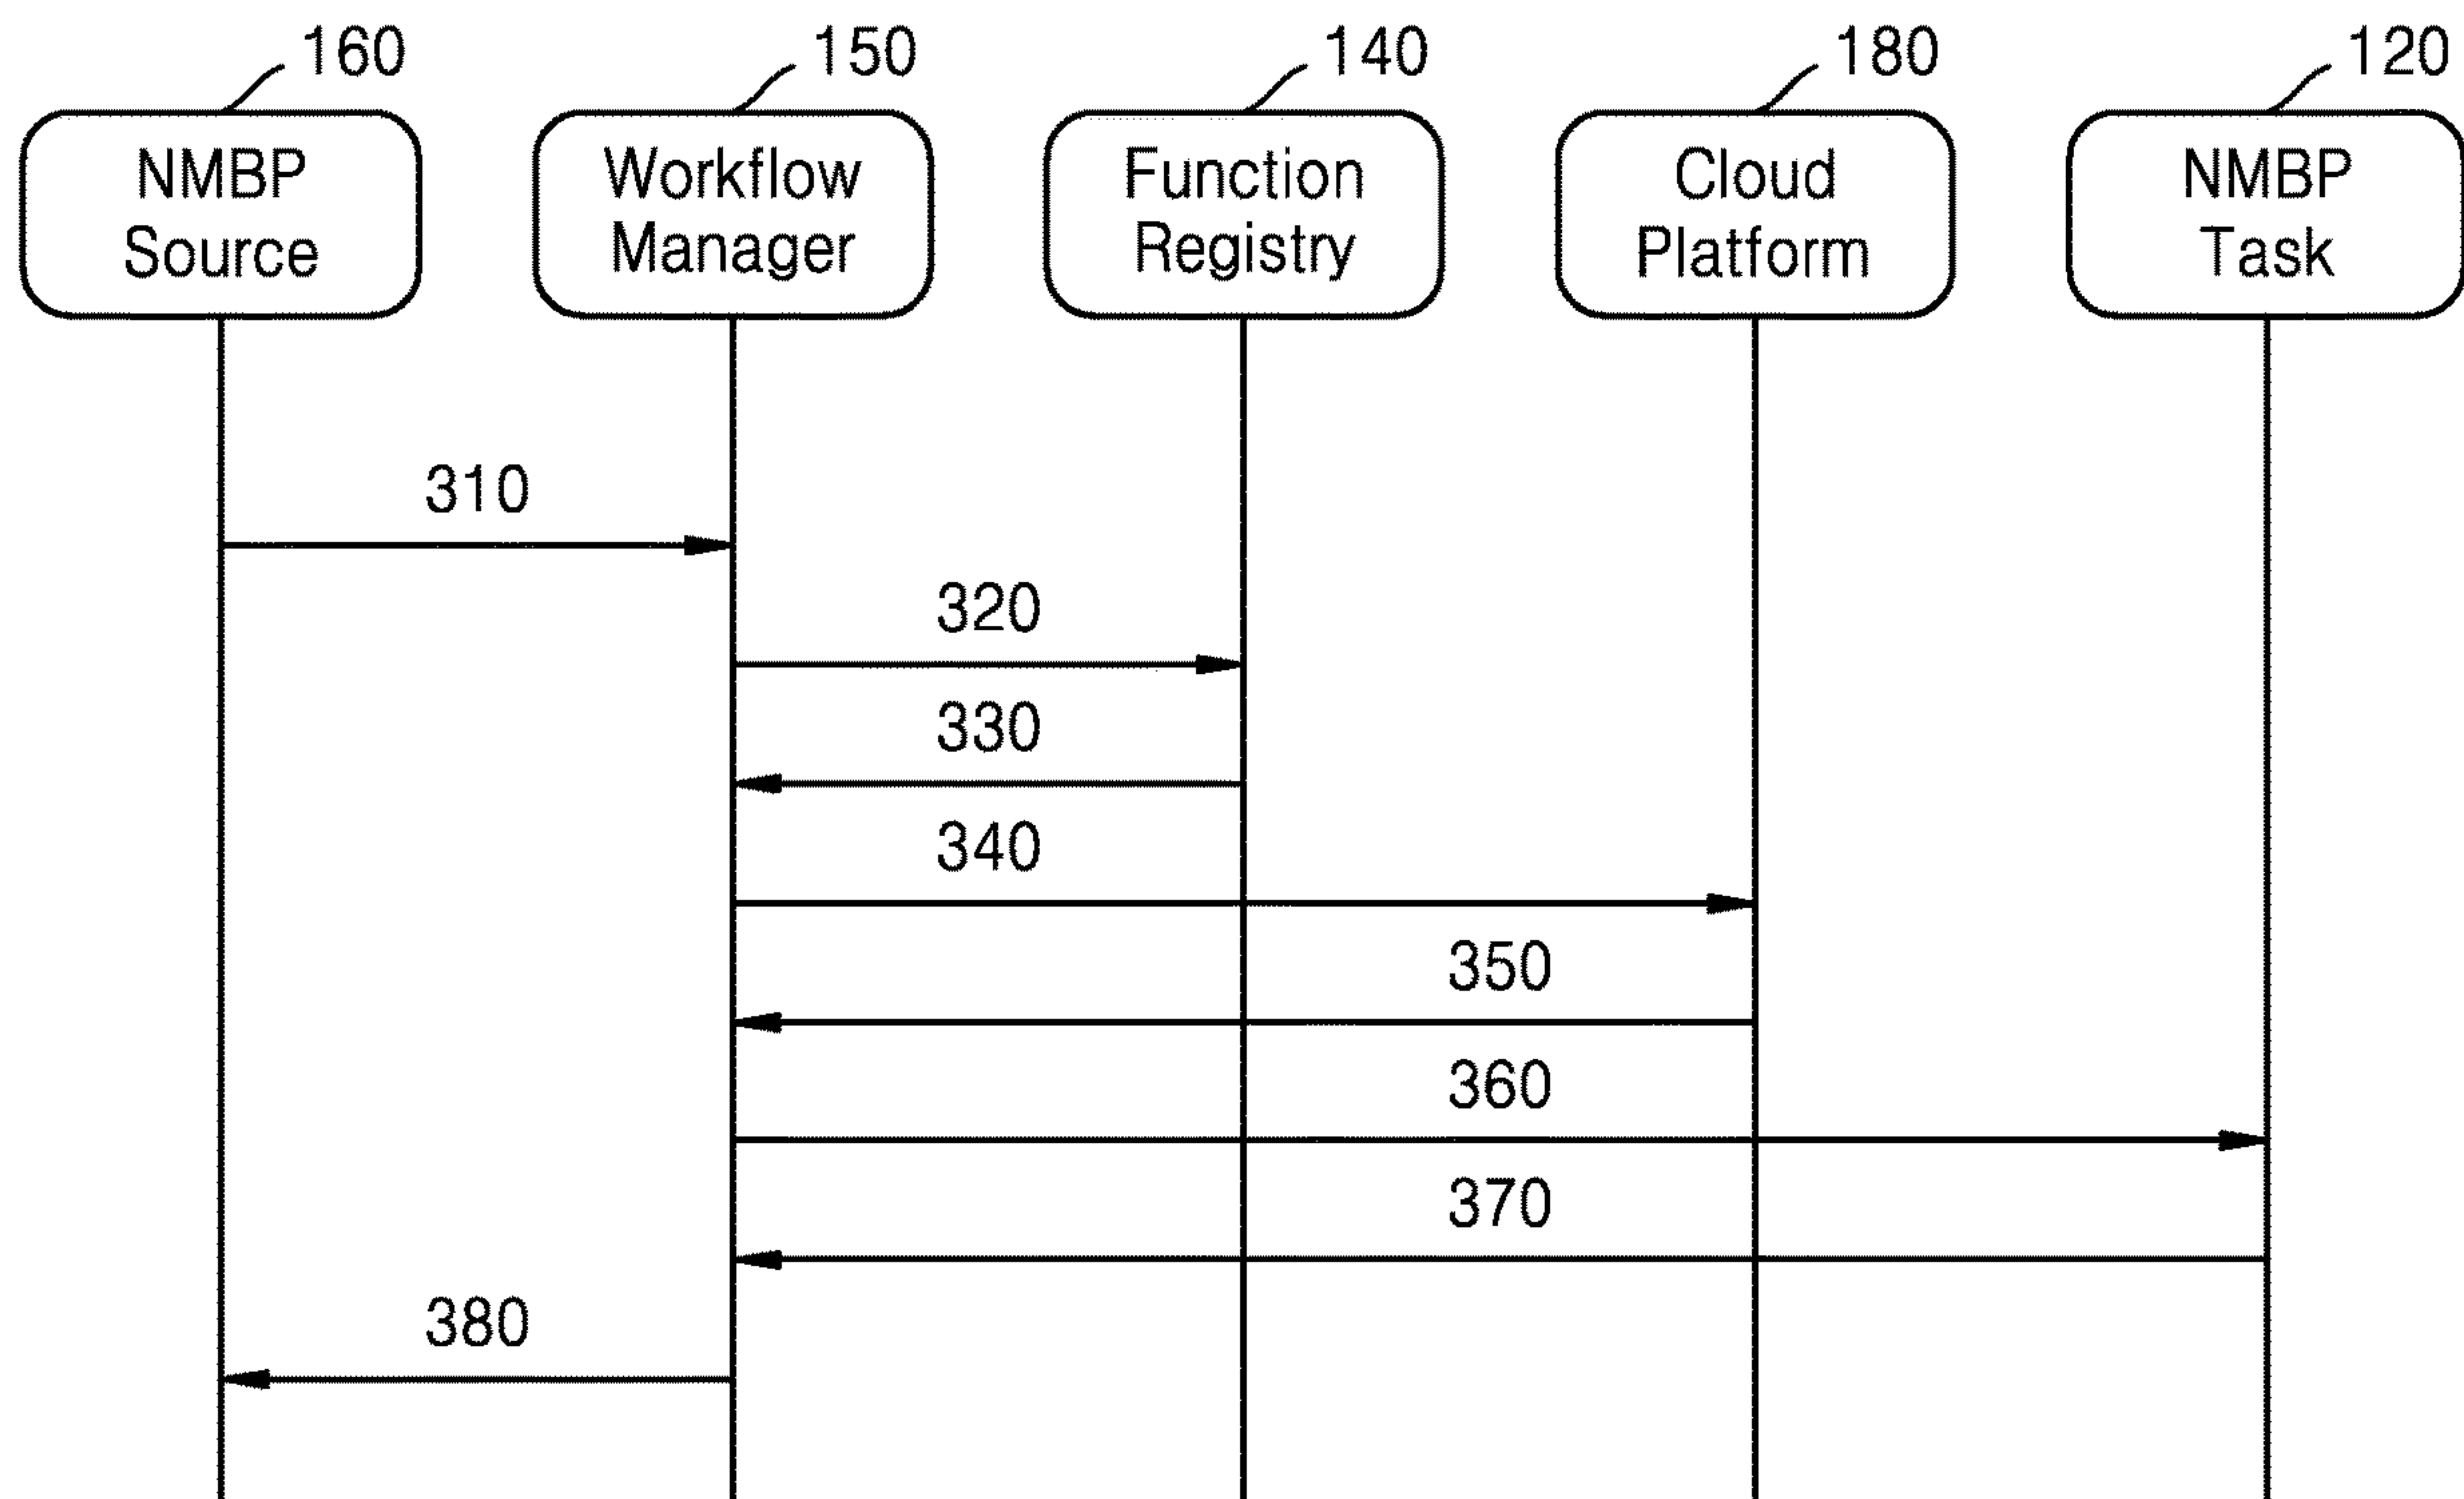 160
150
140
180
120
NMBP
Source
Workflow
Manager
Function
Registry
Cloud
Platform
NMBP
Task
310
320
330
340
350
360
370
380